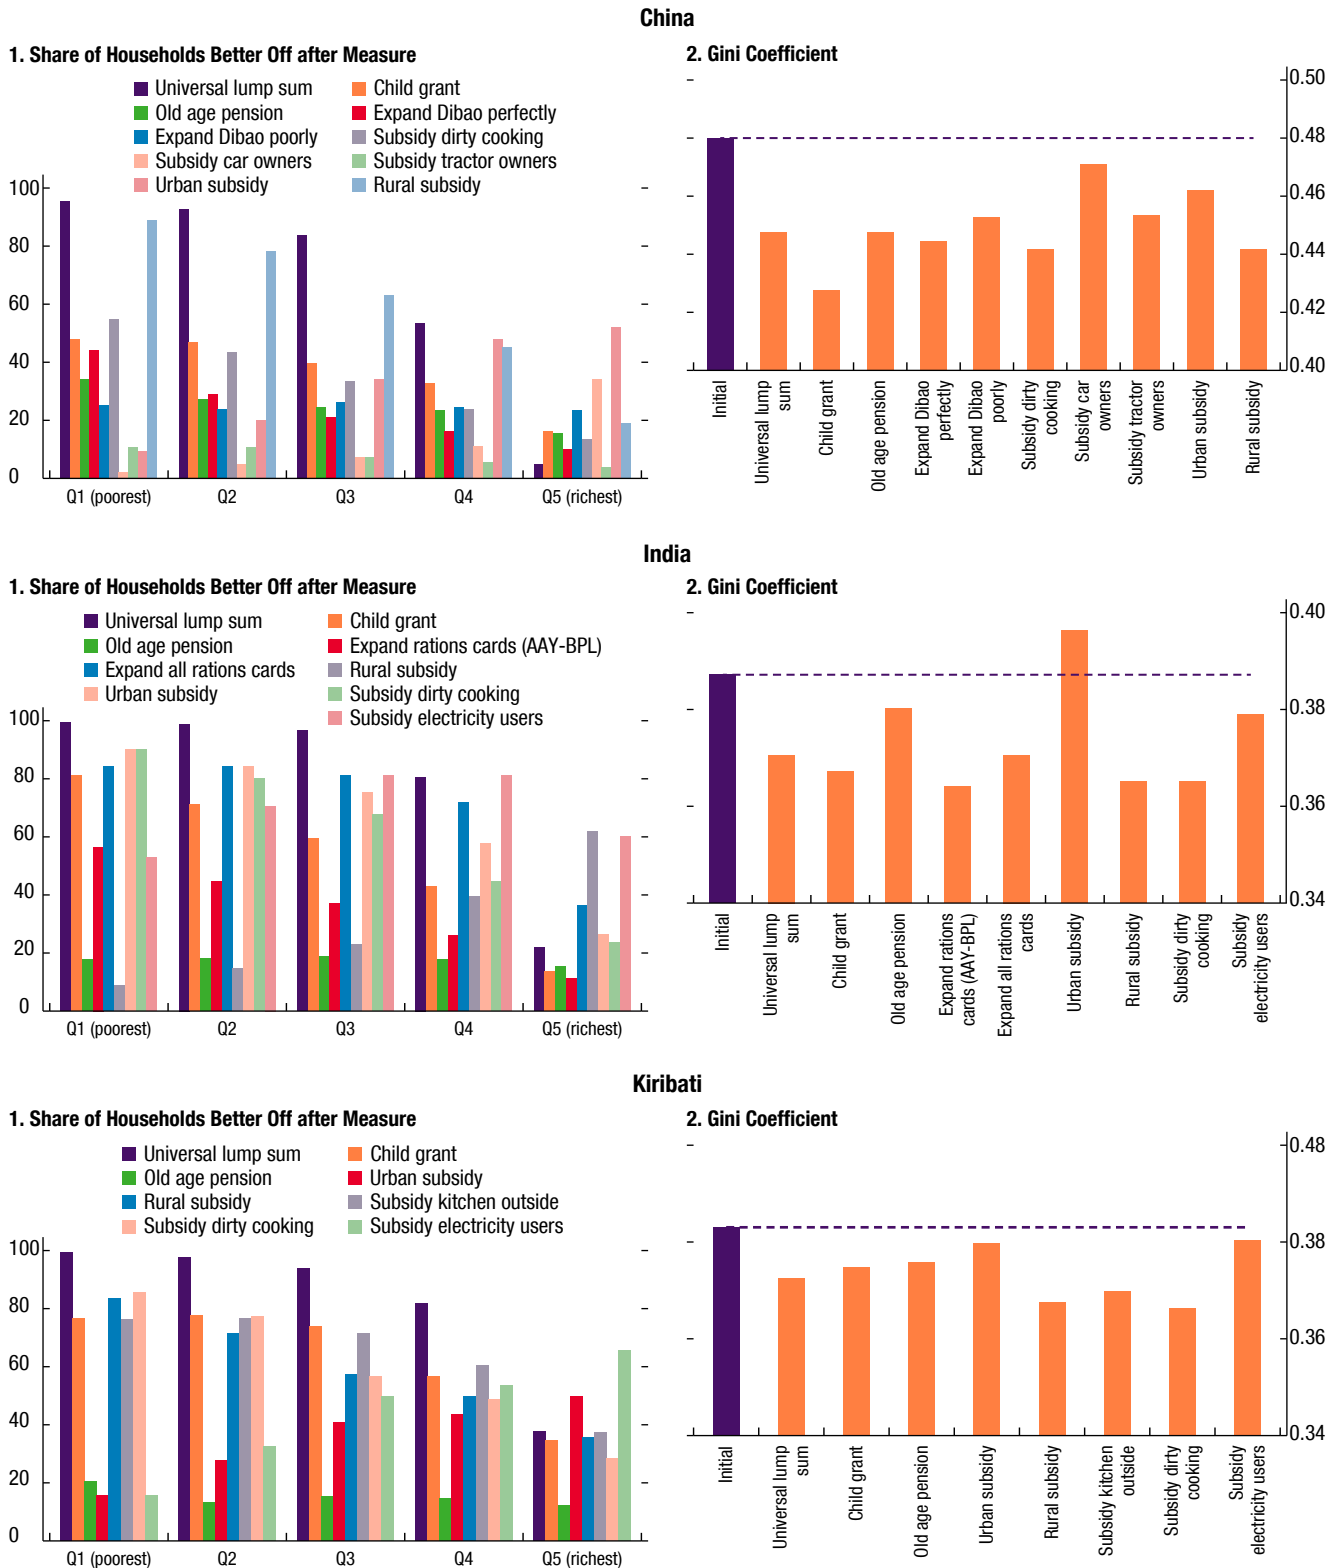 China
1. Share of Households Better Off after Measure
Universal lump sum
Child grant
Old age pension
Expand Dibao perfectly
Expand Dibao poorly
Subsidy dirty cooking
Subsidy car owners
Subsidy tractor owners
Urban subsidy
Rural subsidy
100
80
60
40
20
0
Q1 (poorest)
Q2
Q3
Q4
Q5 (richest)
2. Gini Coefficient
0.50
0.48
0.46
0.44
0.42
0.40
Initial
Universal lump
sum
Child grant
Old age pension
Expand Dibao
perfectly
Expand Dibao
poorly
Subsidy dirty
cooking
Subsidy car
owners
Subsidy tractor
owners
Urban subsidy
Rural subsidy
India
1. Share of Households Better Off after Measure
Universal lump sum
Child grant
Old age pension
Expand rations cards (AAY-BPL)
Expand all rations cards
Rural subsidy
Urban subsidy
Subsidy dirty cooking
Subsidy electricity users
100
80
60
40
20
0
Q1 (poorest)
Q2
Q3
Q4
Q5 (richest)
2. Gini Coefficient
0.40
0.38
0.36
0.34
Initial
Universal lump
sum
Child grant
Old age pension
Expand rations
cards (AAY-BPL)
Expand all rations
cards
Urban subsidy
Rural subsidy
Subsidy dirty
cooking
Subsidy
electricity users
Kiribati
1. Share of Households Better Off after Measure
Universal lump sum
Child grant
Old age pension
Urban subsidy
Rural subsidy
Subsidy kitchen outside
Subsidy dirty cooking
Subsidy electricity users
100
80
60
40
20
0
Q1 (poorest)
Q2
Q3
Q4
Q5 (richest)
2. Gini Coefficient
0.48
0.38
0.36
0.34
Initial
Universal lump
sum
Child grant
Old age pension
Urban subsidy
Rural subsidy
Subsidy kitchen
outside
Subsidy dirty
cooking
Subsidy
electricity users